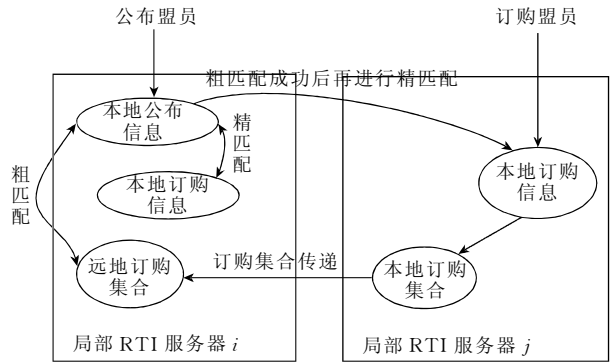 公布盟员
订购盟员
粗匹配成功后再进行精匹配
本地公布
信息
精匹配
粗匹配
本地订购
信息
本地订购
信息
远地订购
集合
订购集合传递
本地订购
集合
局部 RTI 服务器 i
局部 RTI 服务器 j